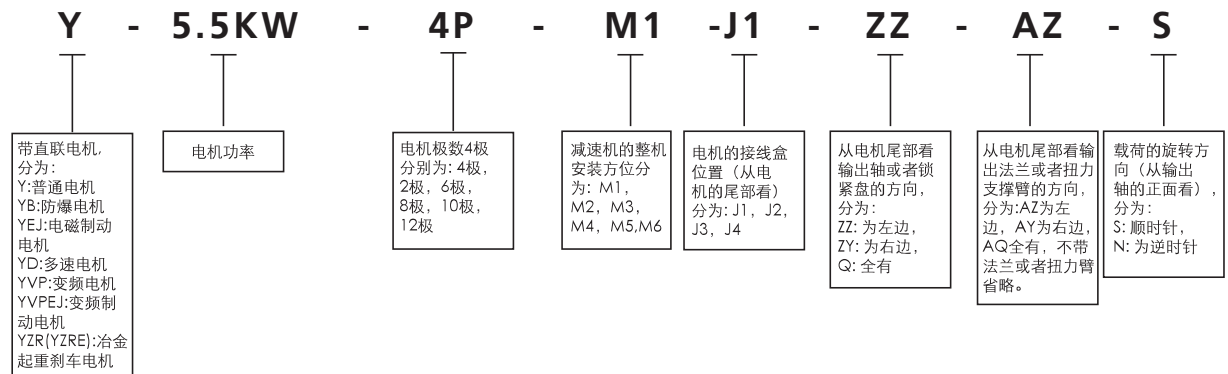 Y - 5.5KW - 4P - M1 -J1 - ZZ - AZ - S
带直联电机,
分为:
Y:普通电机
YB:防爆电机
YEJ:电磁制动
电机
YD:多速电机
YVP:变频电机
YVPEJ:变频制
动电机
YZR(YZRE):冶金
起重刹车电机
电机功率
电机极数4极
分别为: 4极,
2极, 6极,
8极, 10极,
12极
减速机的整机
安装方位分
为: M1,
M2, M3,
M4, M5,M6
电机的接线盒
位置（从电
机的尾部看）
分为: J1, J2,
J3, J4
从电机尾部看
输出轴或者锁
紧盘的方向,
分为:
ZZ: 为左边,
ZY: 为右边,
Q: 全有
从电机尾部看输
出法兰或者扭力
支撑臂的方向,
分为:AZ为左
边, AY为右边,
AQ全有, 不带
法兰或者扭力臂
省略。
载荷的旋转方
向（从输出
轴的正面看）,
分为:
S: 顺时针,
N: 为逆时针